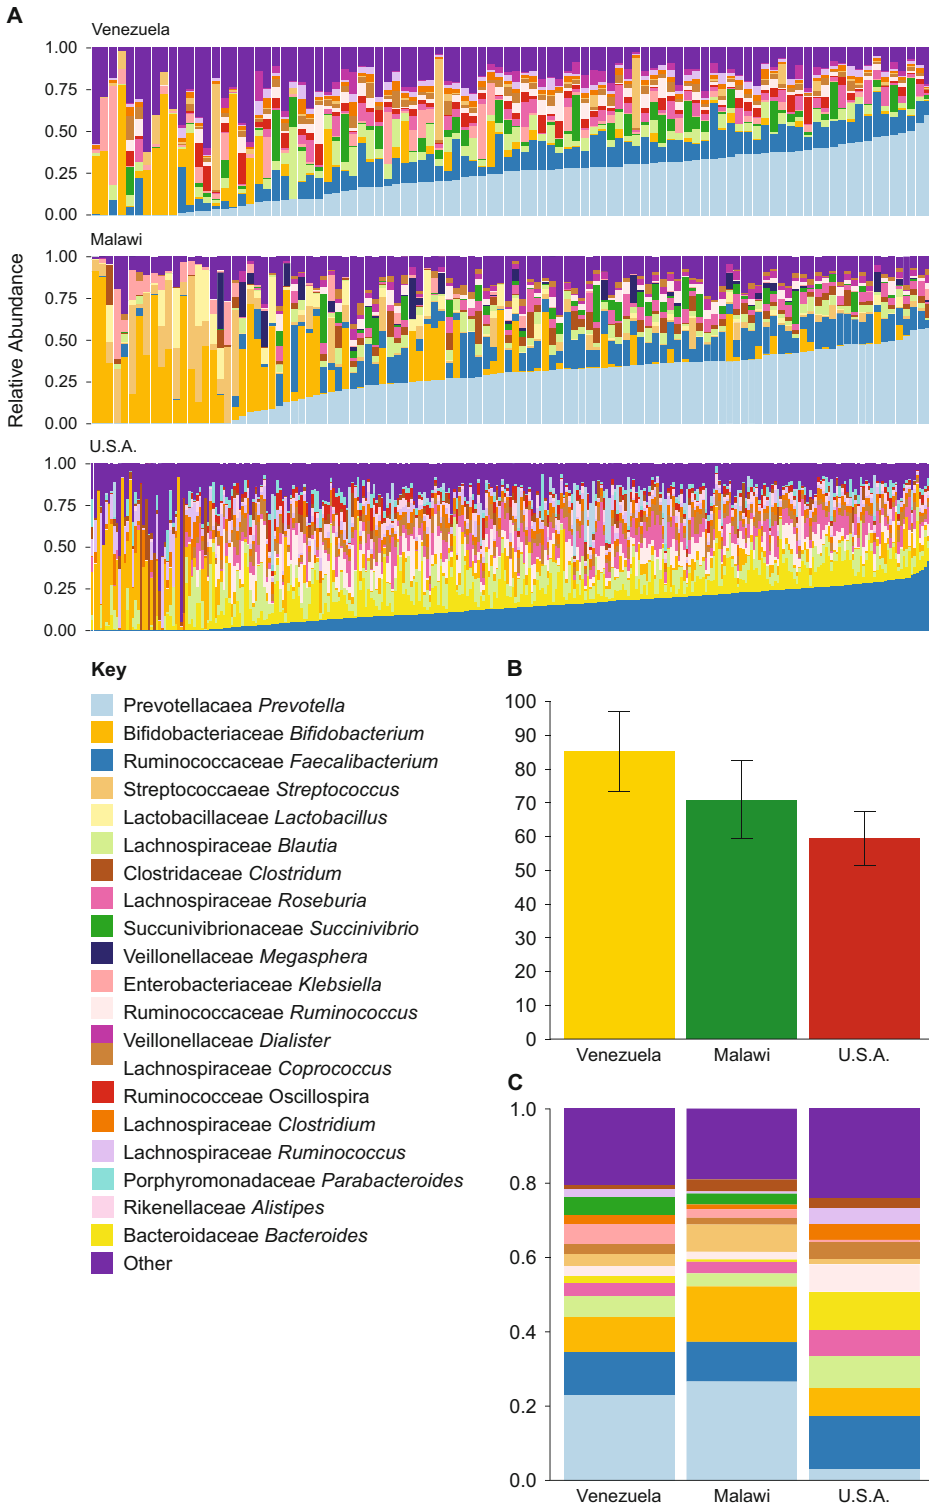 A
Venezuela
1.00
0.75
0.50
0.25
0.00
Malawi
1.00
0.75
0.50
0.25
0.00
Relative Abundance
U.S.A.
1.00
0.75
0.50
0.25
0.00
Key
Prevotellacaea Prevotella
Bifidobacteriaceae Bifidobacterium
Ruminococcaceae Faecalibacterium
Streptococcaeae Streptococcus
Lactobacillaceae Lactobacillus
Lachnospiraceae Blautia
Clostridaceae Clostridum
Lachnospiraceae Roseburia
Succunivibrionaceae Succinivibrio
Veillonellaceae Megasphera
Enterobacteriaceae Klebsiella
Ruminococcaceae Ruminococcus
Veillonellaceae Dialister
Lachnospiraceae Coprococcus
Ruminococceae Oscillospira
Lachnospiraceae Clostridium
Lachnospiraceae Ruminococcus
Porphyromonadaceae Parabacteroides
Rikenellaceae Alistipes
Bacteroidaceae Bacteroides
Other
B
100
90
80
70
60
50
40
30
20
10
0
Venezuela Malawi U.S.A.
C
1.0
0.8
0.6
0.4
0.2
0.0
Venezuela Malawi U.S.A.